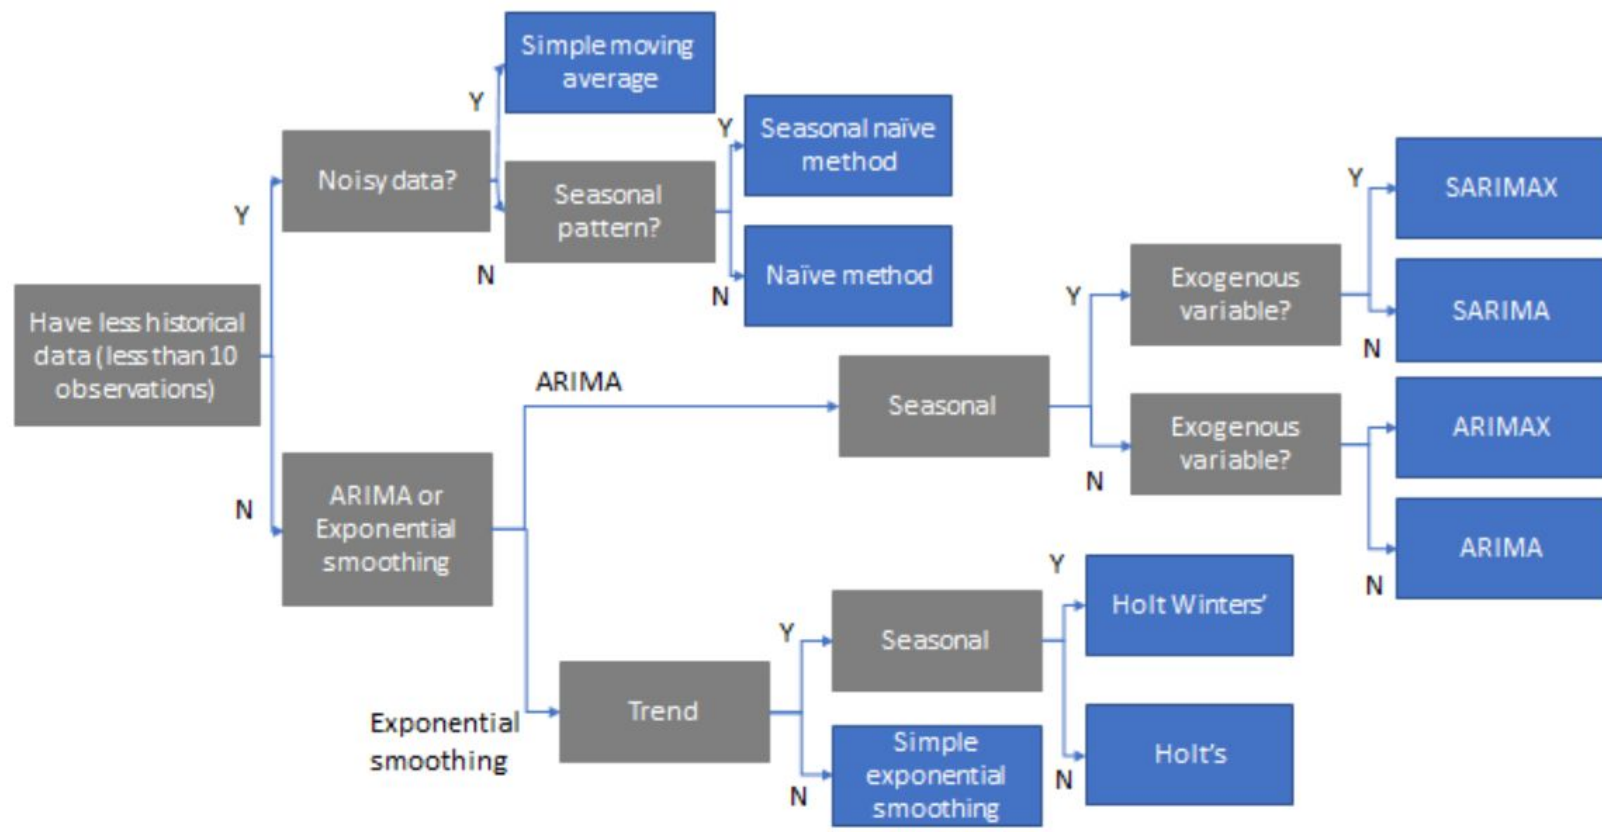 Simple moving
average
Y
Noisy data?
Y
Seasonal naïve
method
Y
Seasonal
pattern?
N
Naïve method
N
Y
Have less historical
data (less than 10
observations)
N
ARIMA or
Exponential
smoothing
ARIMA
Seasonal
Y
Exogenous
variable?
Y
SARIMAX
SARIMA
N
N
Exogenous
variable?
ARIMAX
ARIMA
N
Exponential
smoothing
Trend
Y
Seasonal
Y
Holt Winters’
Holt’s
N
N
Simple
exponential
smoothing